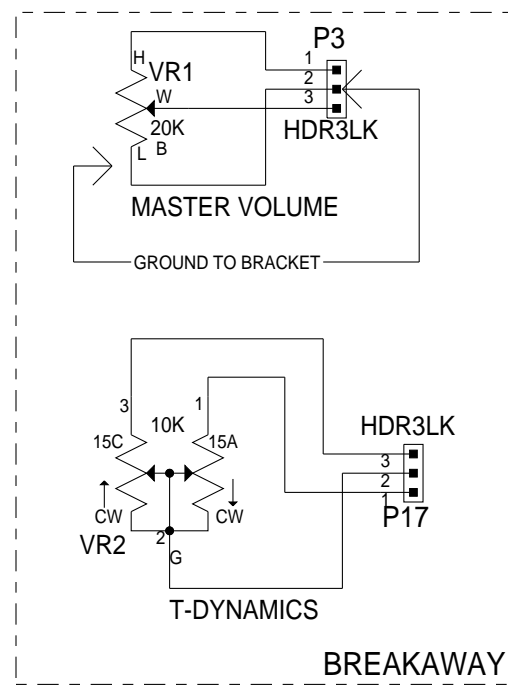 P3
H
VR1
1
W
2
3
20K
HDR3LK
L B
MASTER VOLUME
GROUND TO BRACKET
3
10K
1
HDR3LK
15C
15A
3
2
CW
CW
1
VR2
2
G
P17
T-DYNAMICS
BREAKAWAY